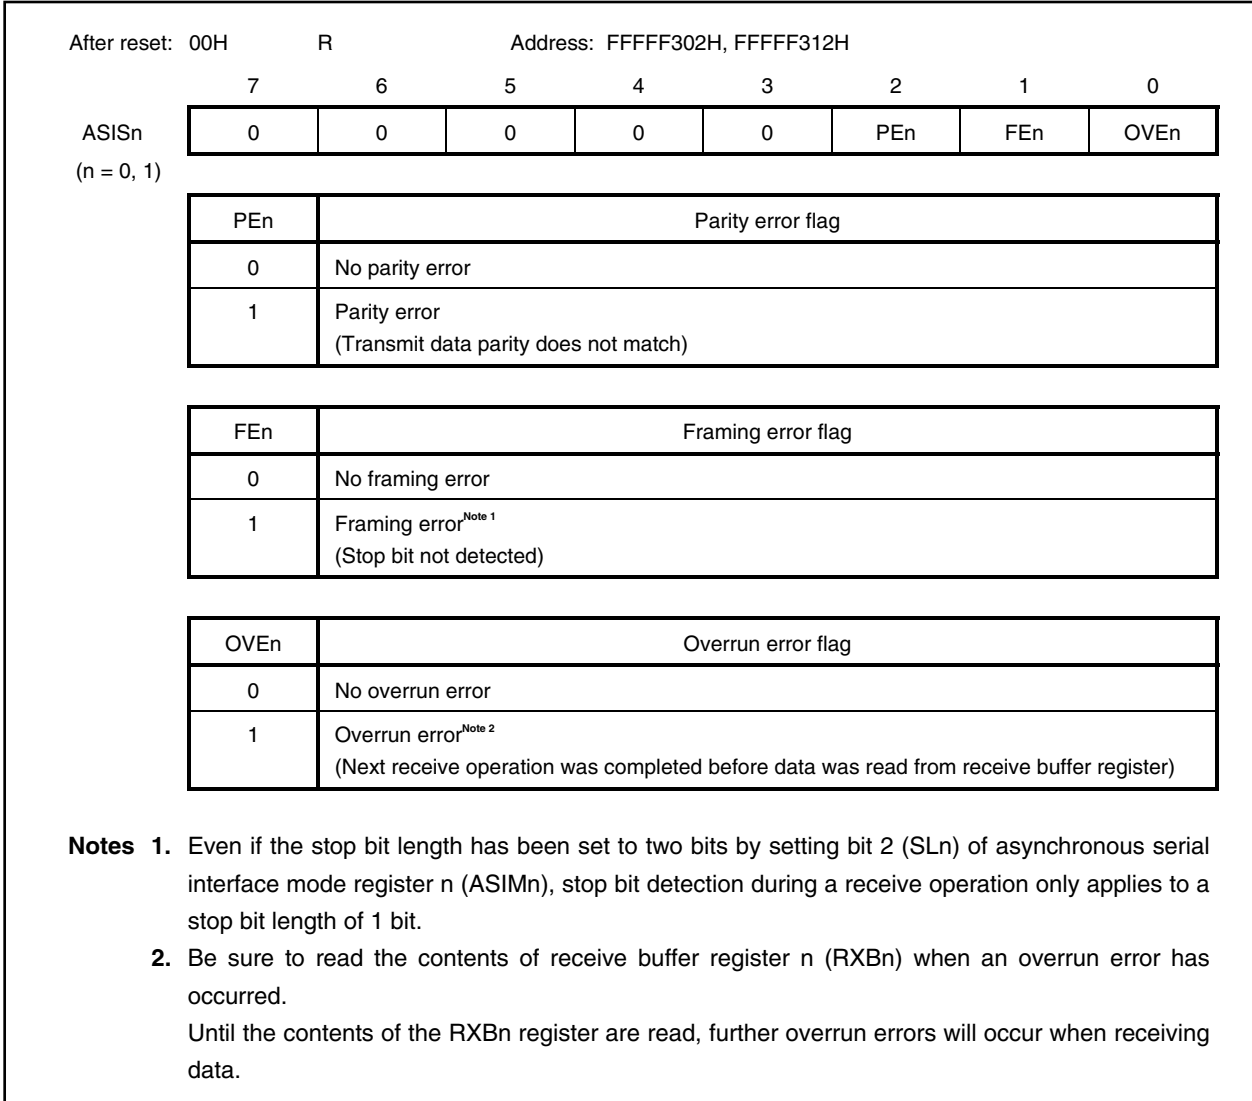 After reset: 00H R Address: FFFFF302H, FFFFF312H
7 6 5 4 3 2 1 0
ASISn 0 0 0 0 0 PEn FEn OVEn
(n = 0, 1)
PEn Parity error flag
0 No parity error
1 Parity error
(Transmit data parity does not match)
FEn Framing error flag
0 No framing error
1 Framing error Note 1
(Stop bit not detected)
OVEn Overrun error flag
0 No overrun error
1 Overrun error Note 2
(Next receive operation was completed before data was read from receive buffer register)
Notes 1. Even if the stop bit length has been set to two bits by setting bit 2 (SLn) of asynchronous serial
interface mode register n (ASIMn), stop bit detection during a receive operation only applies to a
stop bit length of 1 bit.
2. Be sure to read the contents of receive buffer register n (RXBn) when an overrun error has
occurred.
Until the contents of the RXBn register are read, further overrun errors will occur when receiving
data.